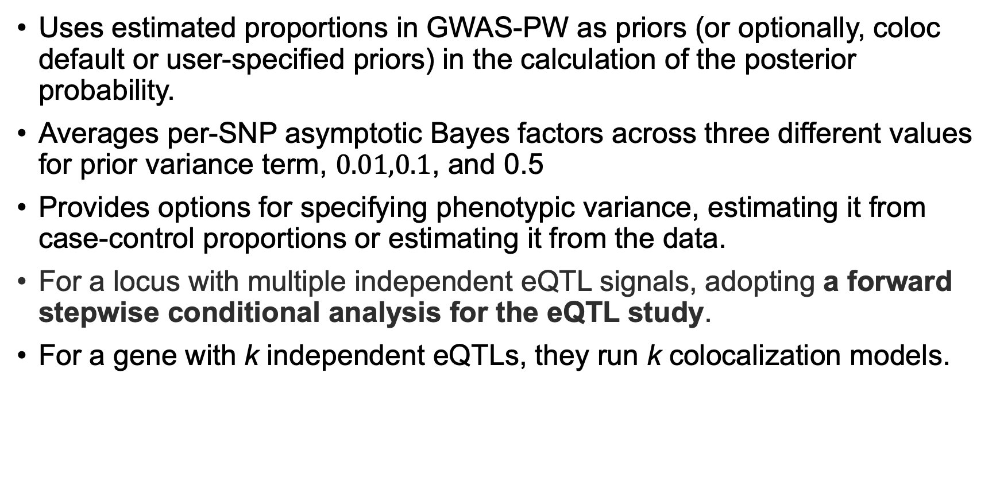 • Uses estimated proportions in GWAS-PW as priors (or optionally, coloc
default or user-specified priors) in the calculation of the posterior
probability.
• Averages per-SNP asymptotic Bayes factors across three different values
for prior variance term, 0.01,0.1, and 0.5
• Provides options for specifying phenotypic variance, estimating it from
case-control proportions or estimating it from the data.
• For a locus with multiple independent eQTL signals, adopting a forward
stepwise conditional analysis for the eQTL study.
• For a gene with k independent eQTLs, they run k colocalization models.